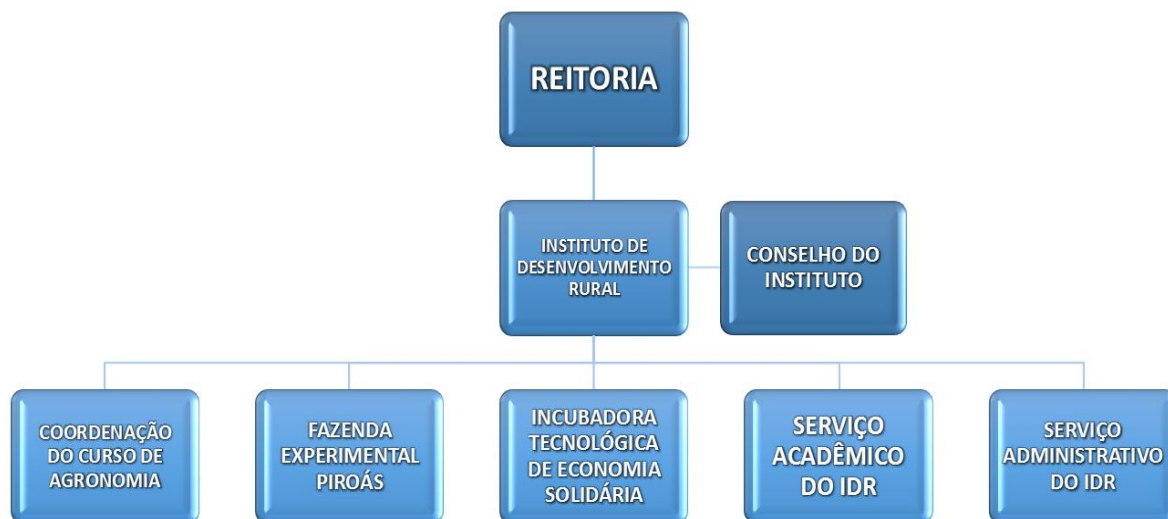 REITORIA
INSTITUTO DE
DESENVOLVIMENTO
RURAL
CONSELHO DO
INSTITUTO
COORDENAÇÃO
DO CURSO DE
AGRONOMIA
FAZENDA
EXPERIMENTAL
PIROÁS
INCUBADORA
TECNOLÓGICA
DE ECONOMIA
SOLIDÁRIA
SERVIÇO
ACADÊMICO
DO IDR
SERVIÇO
ADMINISTRATIVO
DO IDR